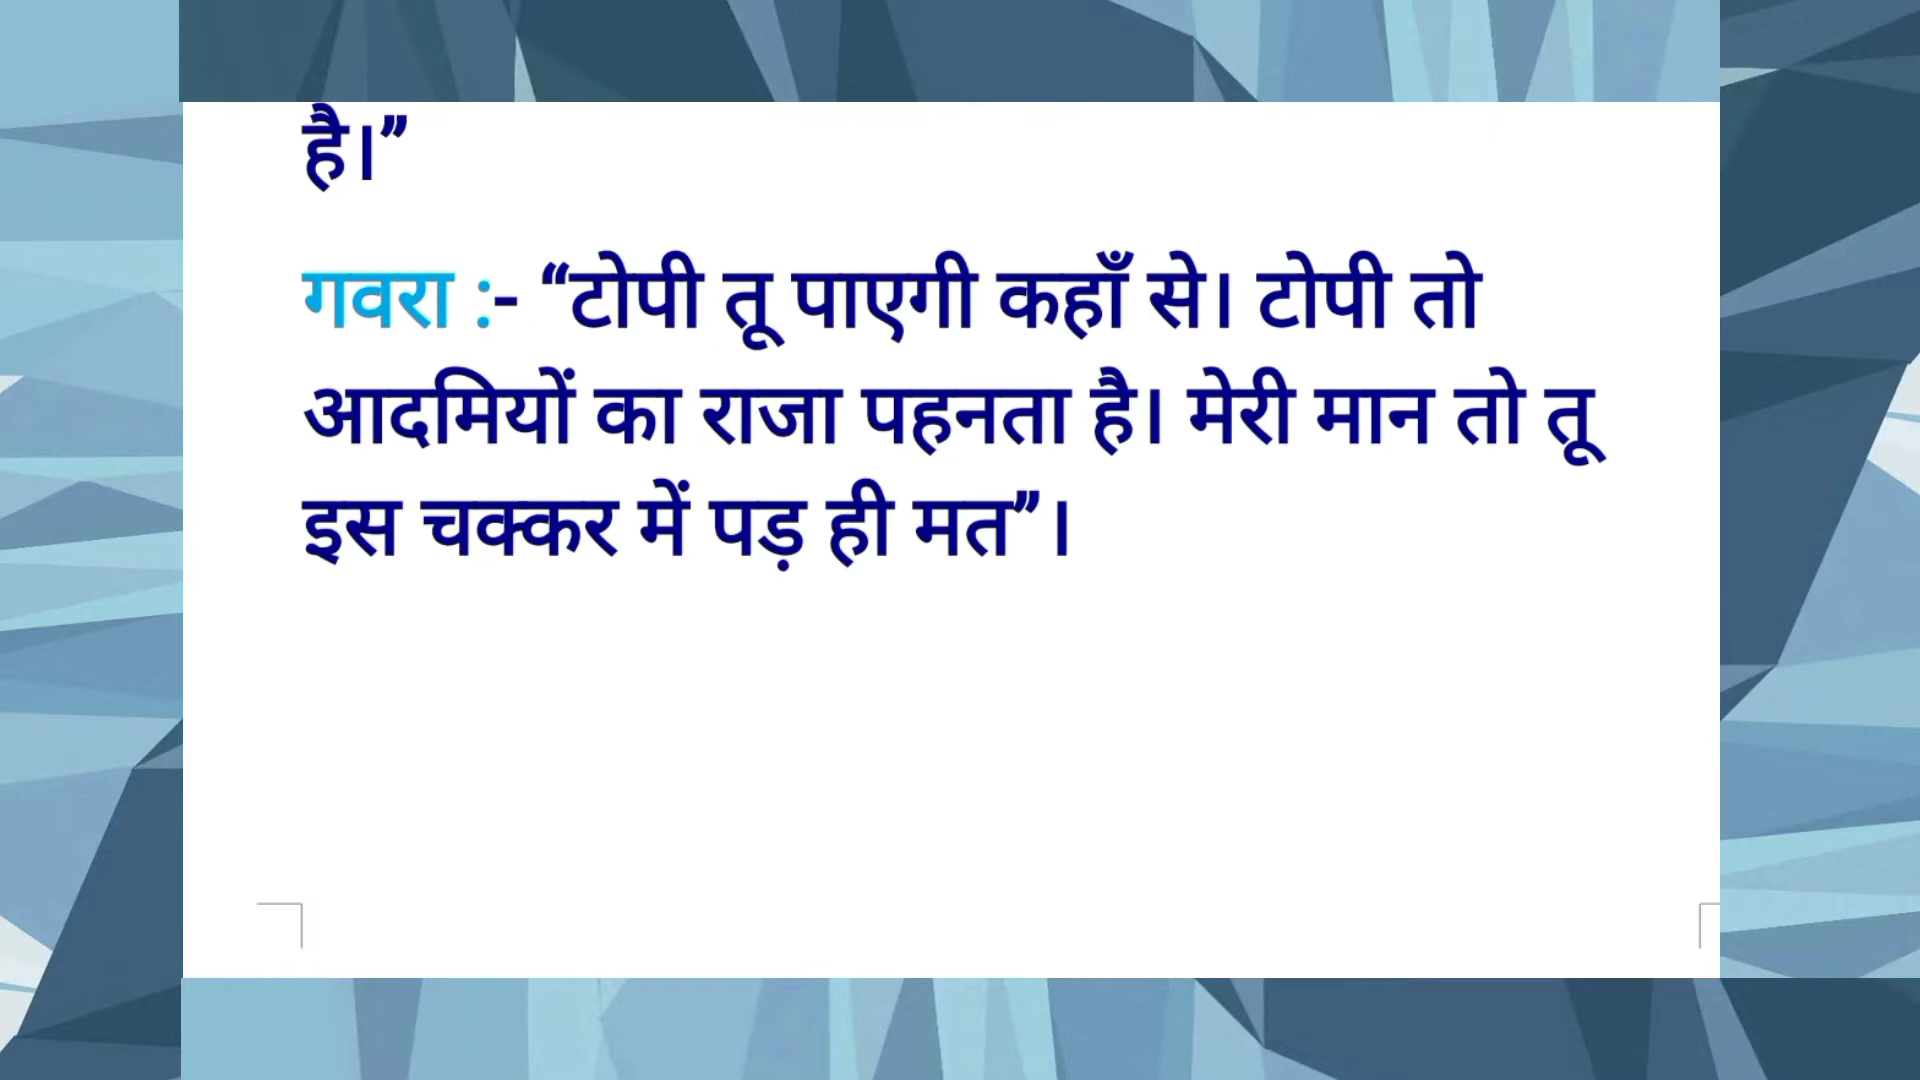 है।”
गवरा :- “टोपी तू पाएगी कहाँ से। टोपी तो
आदमियों का राजा पहनता है। मेरी मान तो तू
इस चक्कर में पड़ ही मत”।